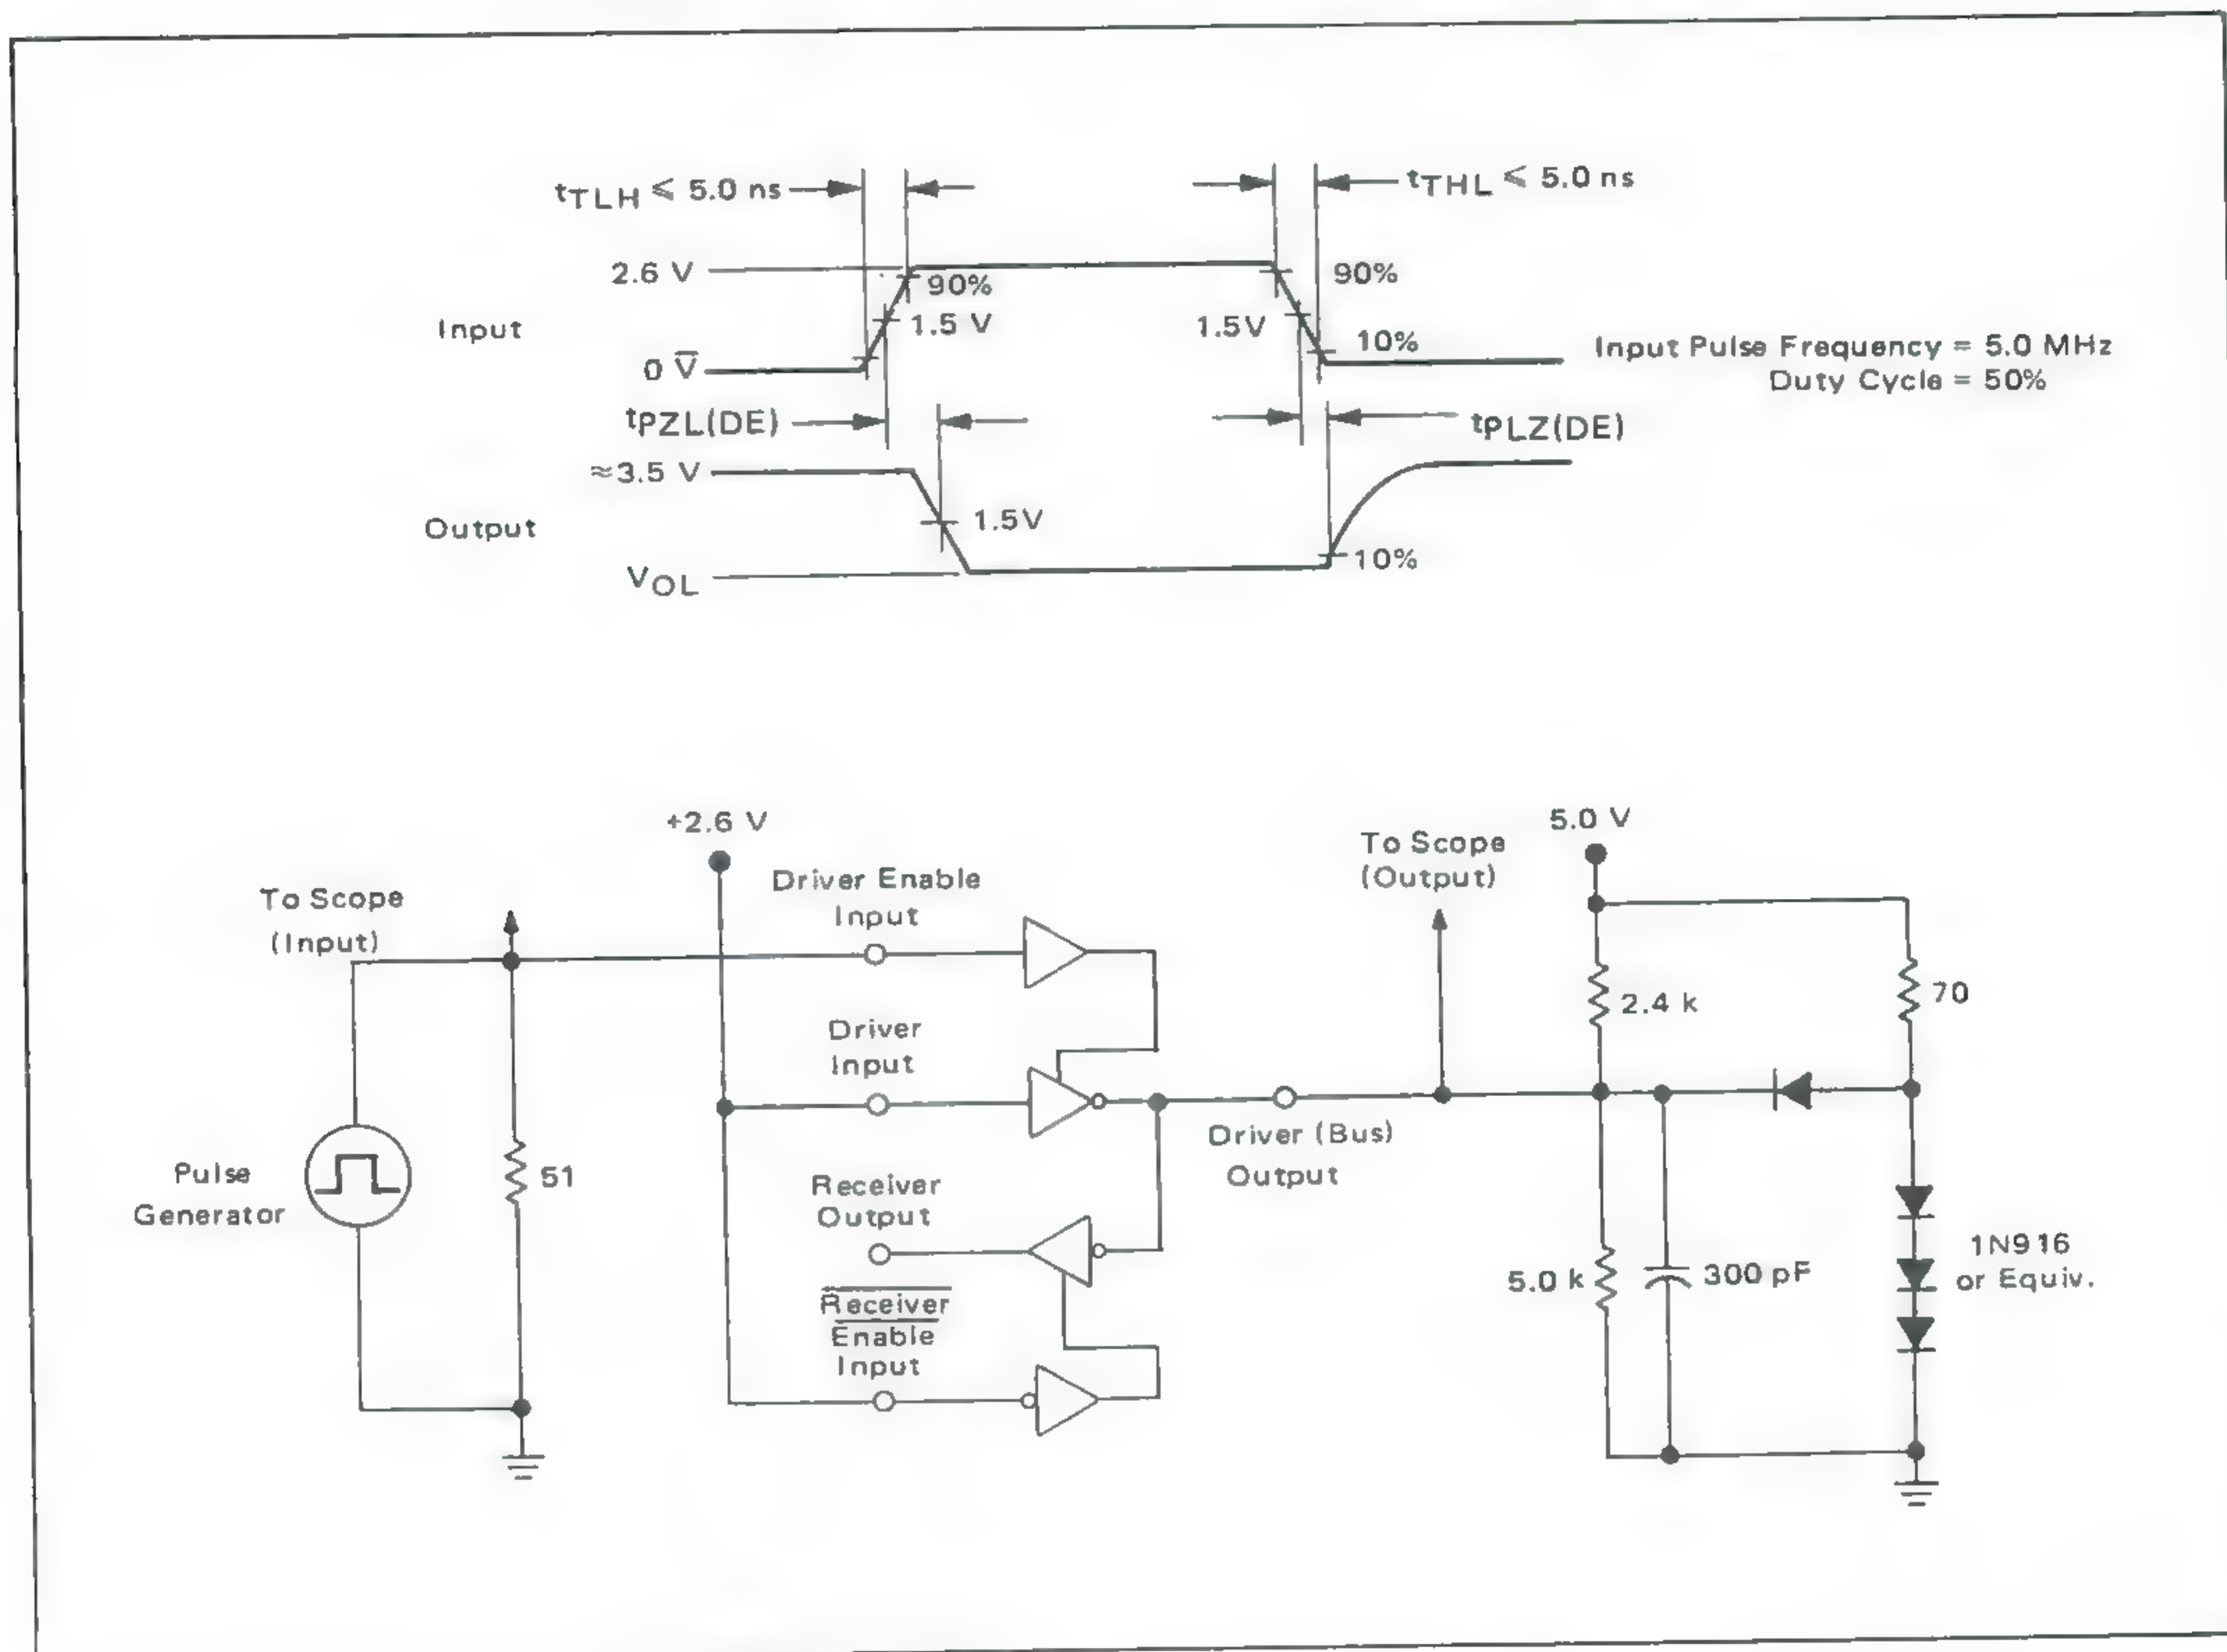 tTLH ≤ 5.0 ns
tTHL ≤ 5.0 ns
2.6 V
90%
90%
Input
1.5 V
1.5V
10%
0 V
Input Pulse Frequency = 5.0 MHz
Duty Cycle = 50%
tPZL(DE)
tPLZ(DE)
≈3.5 V
Output
1.5V
VOL
10%
+2.6 V
5.0 V
To Scope
(Output)
To Scope
(Input)
Driver Enable
Input
2.4 k
70
Driver
Input
Driver (Bus)
Output
Pulse
Generator
51
Receiver
Output
Receiver
Enable
Input
5.0 k
300 pF
1N916
or Equiv.